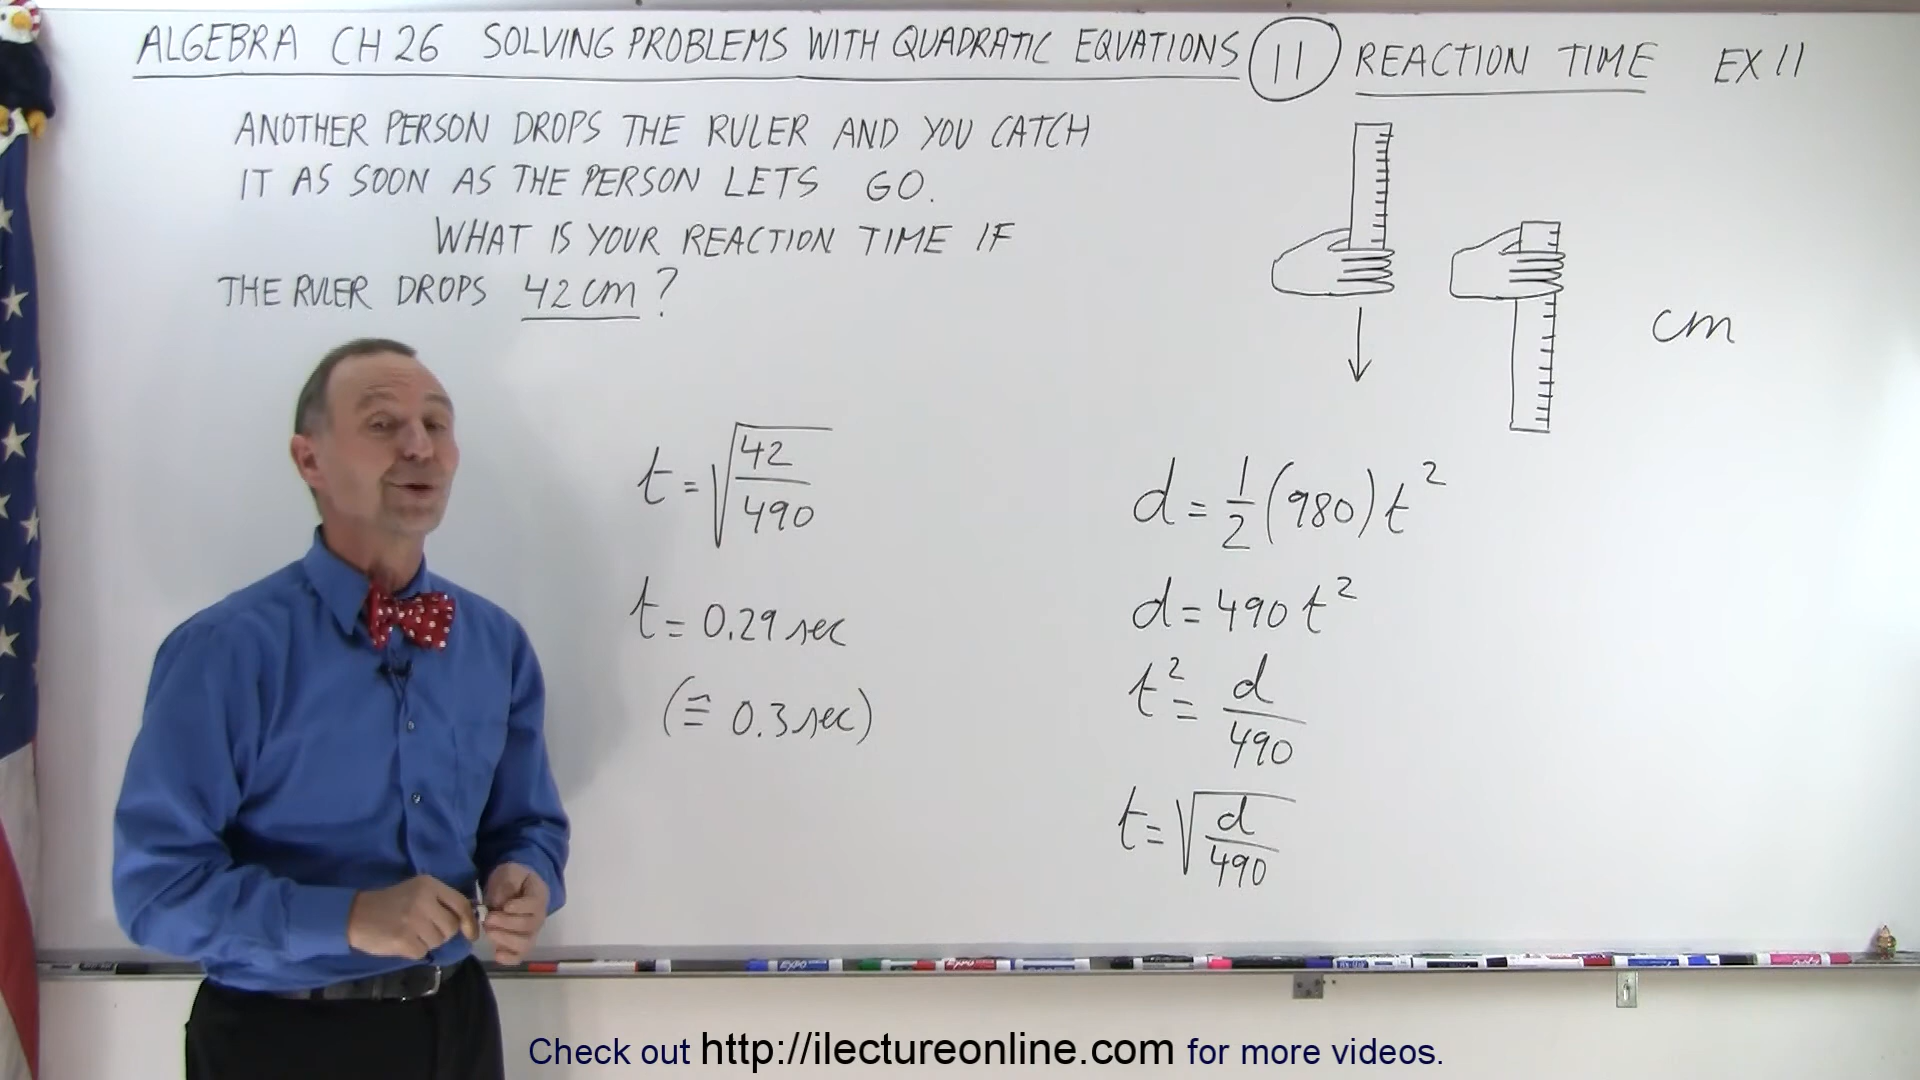 ALGEBRA CH 26 SOLVING PROBLEMS WITH QUADRATIC EQUATIONS 11 REACTION TIME EX 11
ANOTHER PERSON DROPS THE RULER AND YOU CATCH
IT AS SOON AS THE PERSON LETS GO.
WHAT IS YOUR REACTION TIME IF
THE RULER DROPS 42 cm?
cm
t = √(42/490)
t = 0.29 sec
(≅ 0.3 sec)
d = 1/2 (980) t²
d = 490 t²
t² = d/490
t = √(d/490)
EXPO
Check out http://ilectureonline.com for more videos.